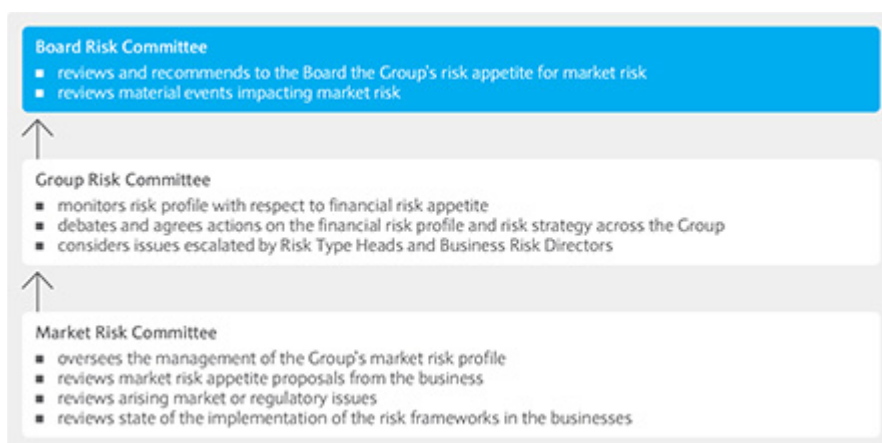 Board Risk Committee
▪ reviews and recommends to the Board the Group's risk appetite for market risk
▪ reviews material events impacting market risk
Group Risk Committee
▪ monitors risk profile with respect to financial risk appetite
▪ debates and agrees actions on the financial risk profile and risk strategy across the Group
▪ considers issues escalated by Risk Type Heads and Business Risk Directors
Market Risk Committee
▪ oversees the management of the Group's market risk profile
▪ reviews market risk appetite proposals from the business
▪ reviews arising market or regulatory issues
▪ reviews state of the implementation of the risk frameworks in the businesses